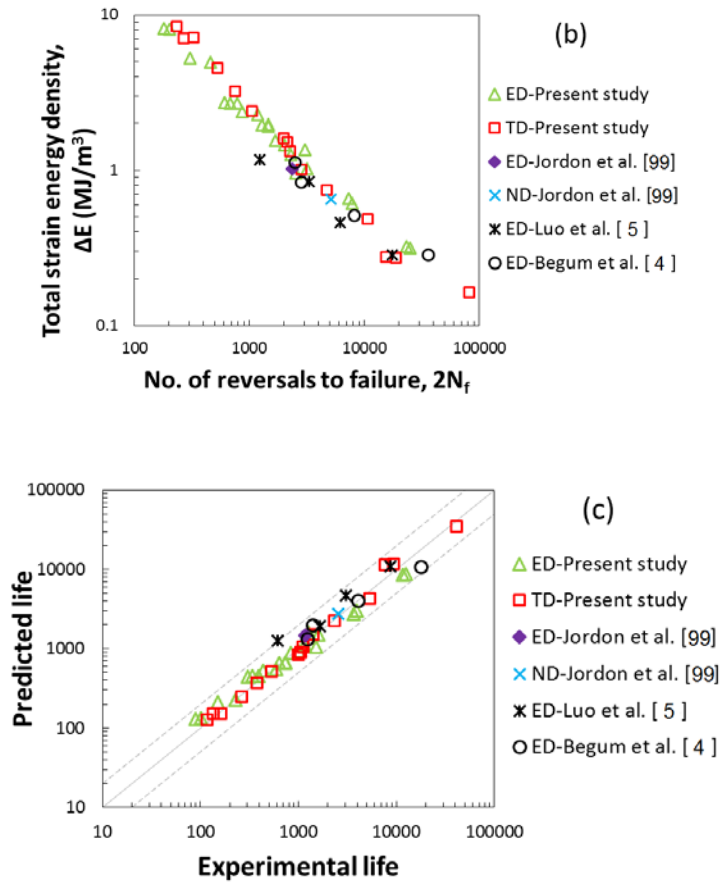 (b)
Total strain energy density,
ΔE (MJ/m³)
10
1
0.1
100
1000
10000
100000
No. of reversals to failure, 2N_f
ED-Present study
TD-Present study
ED-Jordon et al. [99]
ND-Jordon et al. [99]
ED-Luo et al. [ 5 ]
ED-Begum et al. [ 4 ]
(c)
Predicted life
100000
10000
1000
100
10
10
100
1000
10000
100000
Experimental life
ED-Present study
TD-Present study
ED-Jordon et al. [99]
ND-Jordon et al. [99]
ED-Luo et al. [ 5 ]
ED-Begum et al. [ 4 ]